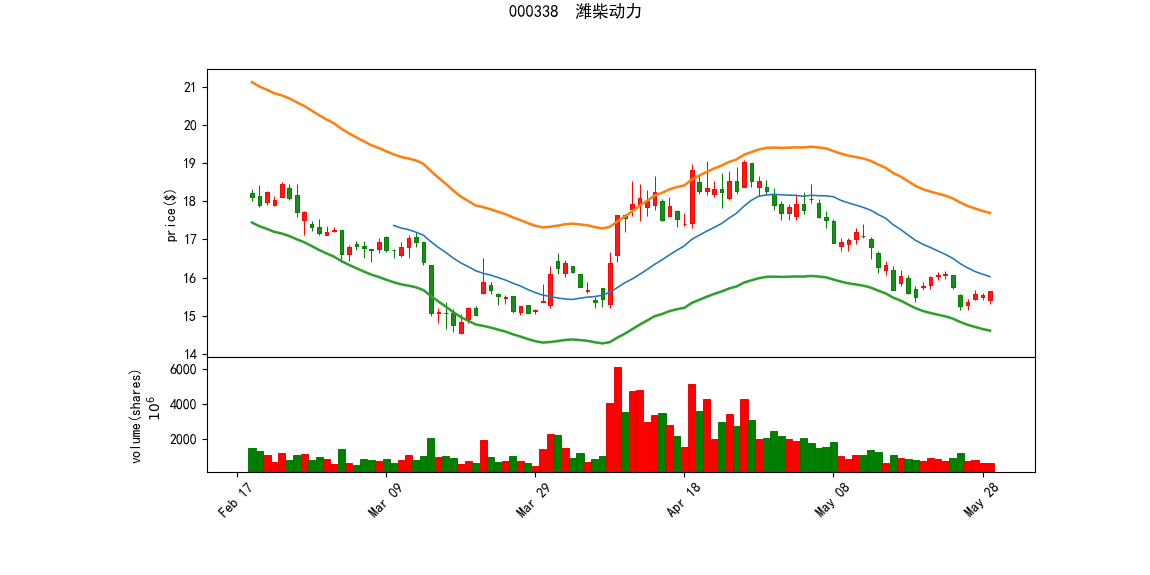 000338 潍柴动力
price($)
21
20
19
18
17
16
15
14
volume(shares)
10^6
6000
4000
2000
Feb 17
Mar 09
Mar 29
Apr 18
May 08
May 28